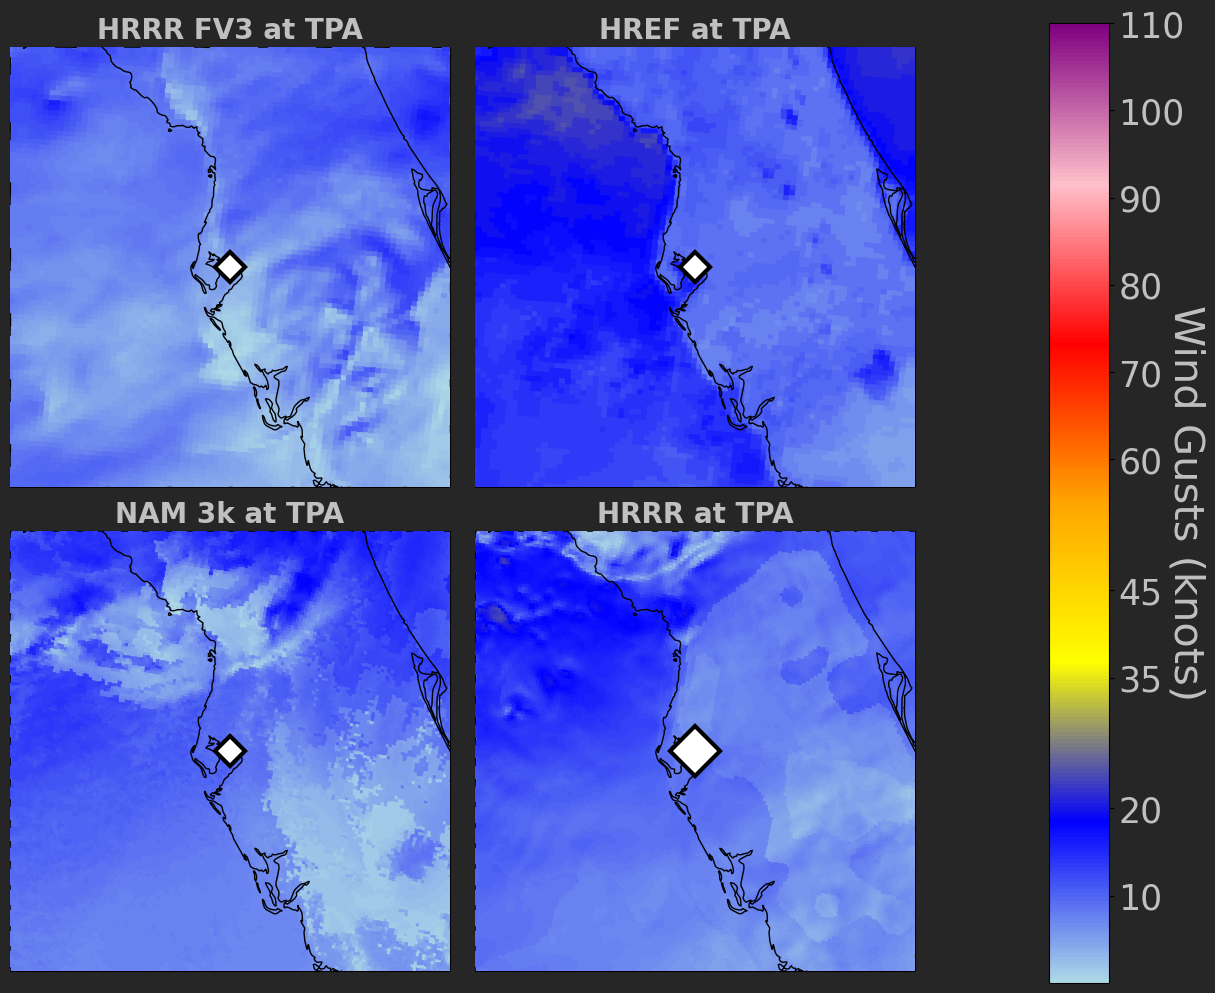 HRRR FV3 at TPA
HREF at TPA
NAM 3k at TPA
HRRR at TPA
110
100
90
80
70
60
45
35
20
10
Wind Gusts (knots)